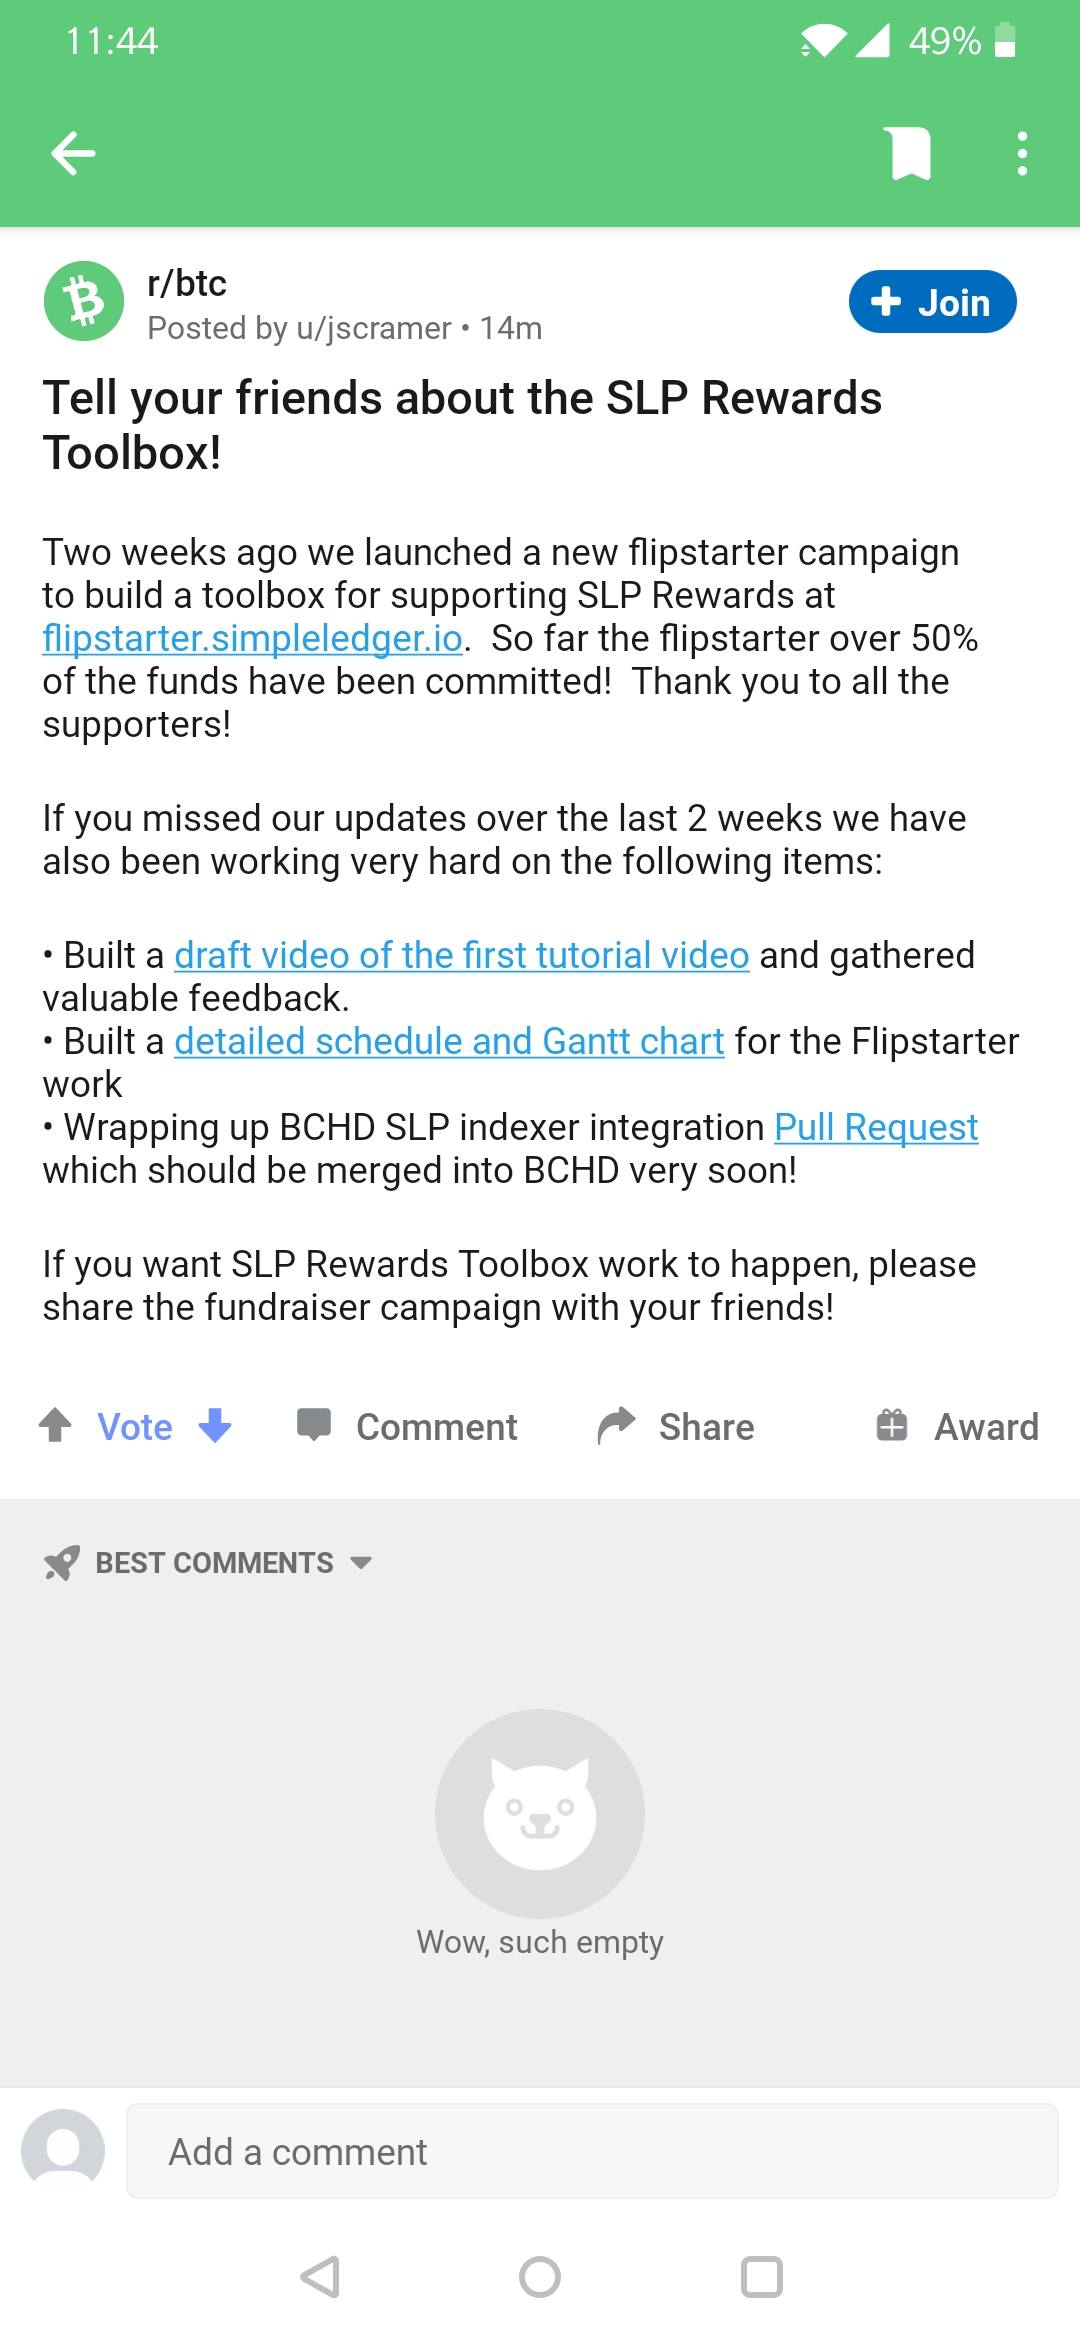 11:44
49%
r/btc
Posted by u/jscramer • 14m
Join
Tell your friends about the SLP Rewards
Toolbox!
Two weeks ago we launched a new flipstarter campaign
to build a toolbox for supporting SLP Rewards at
flipstarter.simpleledger.io.  So far the flipstarter over 50%
of the funds have been committed!  Thank you to all the
supporters!
If you missed our updates over the last 2 weeks we have
also been working very hard on the following items:
• Built a draft video of the first tutorial video and gathered
valuable feedback.
• Built a detailed schedule and Gantt chart for the Flipstarter
work
• Wrapping up BCHD SLP indexer integration Pull Request
which should be merged into BCHD very soon!
If you want SLP Rewards Toolbox work to happen, please
share the fundraiser campaign with your friends!
Vote Comment Share Award
BEST COMMENTS
Wow, such empty
Add a comment